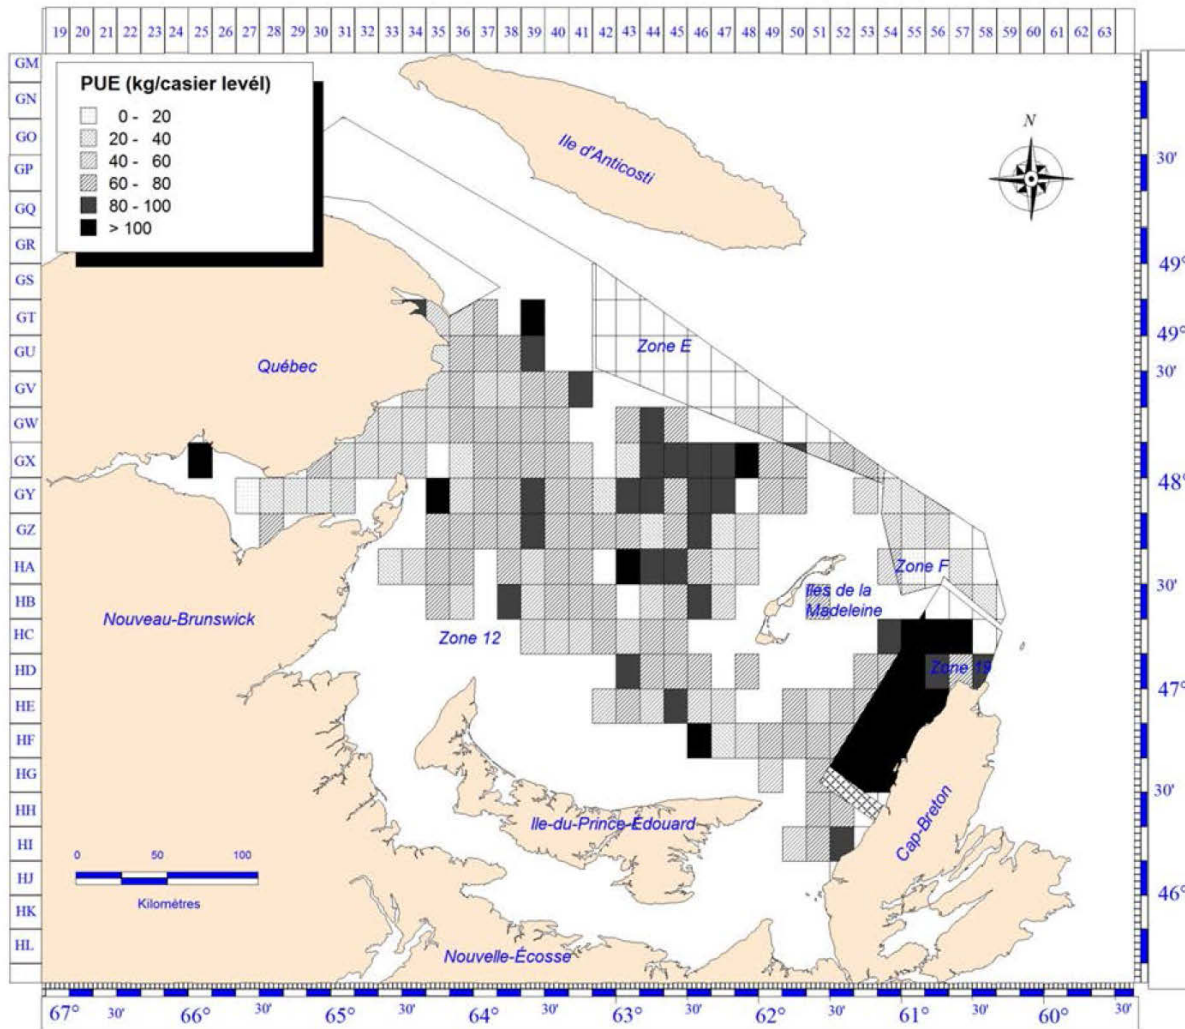 19 20 21 22 23 24 25 26 27 28 29 30 31 32 33 34 35 36 37 38 39 40 41 42 43 44 45 46 47 48 49 50 51 52 53 54 55 56 57 58 59 60 61 62 63
GM
GN
GO
GP
GQ
GR
GS
GT
GU
GV
GW
GX
GY
GZ
HA
HB
HC
HD
HE
HF
HG
HH
HI
HJ
HK
HL
PUE (kg/casier levél)
0 - 20
20 - 40
40 - 60
60 - 80
80 - 100
> 100
Ile d'Anticosti
N
Québec
Zone E
Zone F
Iles de la
Madeleine
Nouveau-Brunswick
Zone 12
Zone 19
Ile-du-Prince-Édouard
Cap-Breton
Nouvelle-Écosse
0 50 100
Kilomètres
30'
49°
49°
30'
48°
30'
47°
30'
46°
67° 30' 66° 30' 65° 30' 64° 30' 63° 30' 62° 30' 61° 30' 60° 30'